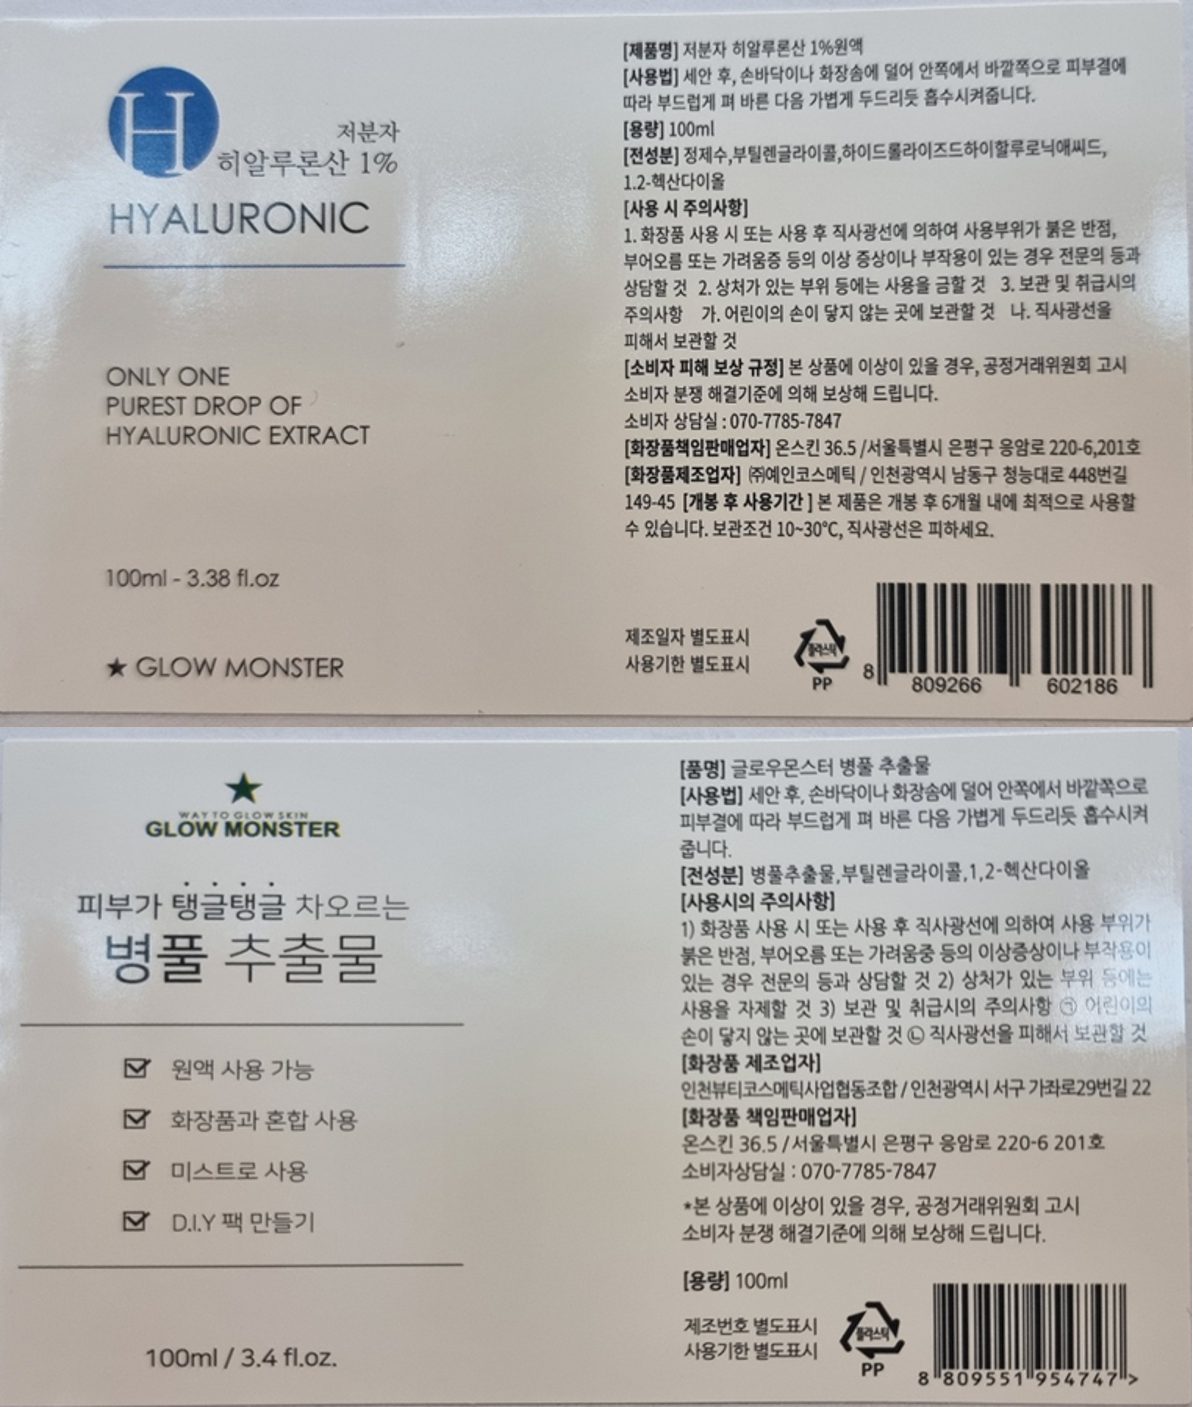 H
저분자
히알루론산 1%
HYALURONIC
ONLY ONE
PUREST DROP OF
HYALURONIC EXTRACT
100ml - 3.38 fl.oz
★ GLOW MONSTER
[제품명] 저분자 히알루론산 1%원액
[사용법] 세안 후, 손바닥이나 화장솜에 덜어 안쪽에서 바깥쪽으로 피부결에
따라 부드럽게 펴 바른 다음 가볍게 두드리듯 흡수시켜줍니다.
[용량] 100ml
[전성분] 정제수,부틸렌글라이콜,하이드롤라이즈드하이할루로닉애씨드,
1.2-헥산다이올
[사용 시 주의사항]
1. 화장품 사용 시 또는 사용 후 직사광선에 의하여 사용부위가 붉은 반점,
부어오름 또는 가려움증 등의 이상 증상이나 부작용이 있는 경우 전문의 등과
상담할 것 2. 상처가 있는 부위 등에는 사용을 금할 것 3. 보관 및 취급시의
주의사항 가. 어린이의 손이 닿지 않는 곳에 보관할 것 나. 직사광선을
피해서 보관할 것
[소비자 피해 보상 규정] 본 상품에 이상이 있을 경우, 공정거래위원회 고시
소비자 분쟁 해결기준에 의해 보상해 드립니다.
소비자 상담실 : 070-7785-7847
[화장품책임판매업자] 온스킨 36.5 /서울특별시 은평구 응암로 220-6,201호
[화장품제조업자] ㈜예인코스메틱 / 인천광역시 남동구 청능대로 448번길
149-45 [개봉 후 사용기간 ] 본 제품은 개봉 후 6개월 내에 최적으로 사용할
수 있습니다. 보관조건 10~30℃, 직사광선은 피하세요.
제조일자 별도표시
사용기한 별도표시
플라스틱
PP
8 809266 602186
★
WAY TO GLOW SKIN
GLOW MONSTER
피부가 탱글탱글 차오르는
병풀 추출물
원액 사용 가능
화장품과 혼합 사용
미스트로 사용
D.I.Y 팩 만들기
100ml / 3.4 fl.oz.
[품명] 글로우몬스터 병풀 추출물
[사용법] 세안 후, 손바닥이나 화장솜에 덜어 안쪽에서 바깥쪽으로
피부결에 따라 부드럽게 펴 바른 다음 가볍게 두드리듯 흡수시켜
줍니다.
[전성분] 병풀추출물,부틸렌글라이콜,1,2-헥산다이올
[사용시의 주의사항]
1) 화장품 사용 시 또는 사용 후 직사광선에 의하여 사용 부위가
붉은 반점, 부어오름 또는 가려움중 등의 이상증상이나 부작용이
있는 경우 전문의 등과 상담할 것 2) 상처가 있는 부위 등에는
사용을 자제할 것 3) 보관 및 취급시의 주의사항 ㉠ 어린이의
손이 닿지 않는 곳에 보관할 것 ㉡ 직사광선을 피해서 보관할 것
[화장품 제조업자]
인천뷰티코스메틱사업협동조합 / 인천광역시 서구 가좌로29번길 22
[화장품 책임판매업자]
온스킨 36.5 /서울특별시 은평구 응암로 220-6 201호
소비자상담실 : 070-7785-7847
*본 상품에 이상이 있을 경우, 공정거래위원회 고시
소비자 분쟁 해결기준에 의해 보상해 드립니다.
[용량] 100ml
제조번호 별도표시
사용기한 별도표시
플라스틱
PP
8 809551 954747 >